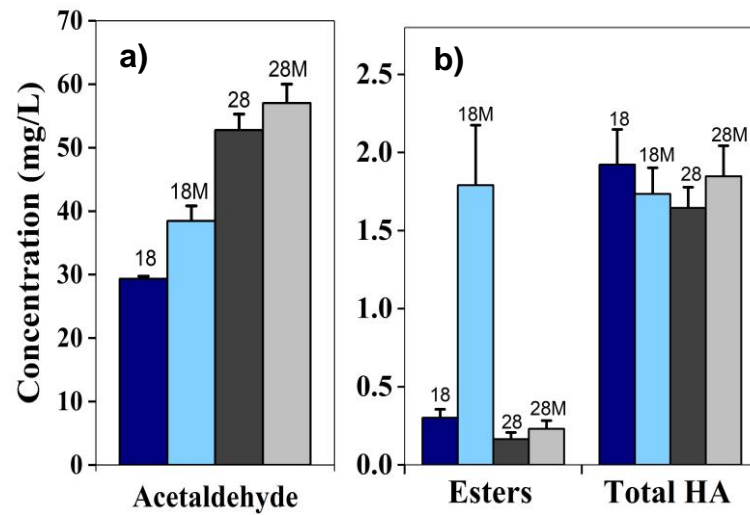 Concentration (mg/L)
70
60
50
40
30
20
10
0
a)
18
18M
28
28M
Acetaldehyde
2.5
2.0
1.5
1.0
0.5
0.0
b)
18
18M
28
28M
18
18M
28
28M
Esters
Total HA